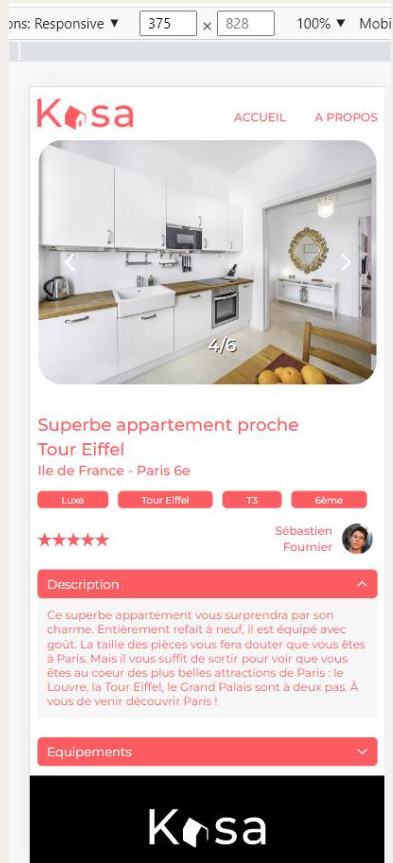 ons: Responsive ▼ 375 × 828 100% ▼ Mobi
Kasa ACCUEIL A PROPOS
4/6
Superbe appartement proche
Tour Eiffel
Ile de France - Paris 6e
Luxe Tour Eiffel T3 6ème
Sébastien
Fournier
Description
Ce superbe appartement vous surprendra par son
charme. Entièrement refait à neuf, il est équipé avec
goût. La taille des pièces vous fera douter que vous êtes
à Paris. Mais il vous suffit de sortir pour voir que vous
êtes au coeur des plus belles attractions de Paris : le
Louvre, la Tour Eiffel, le Grand Palais sont à deux pas. À
vous de venir découvrir Paris !
Equipements
Kasa